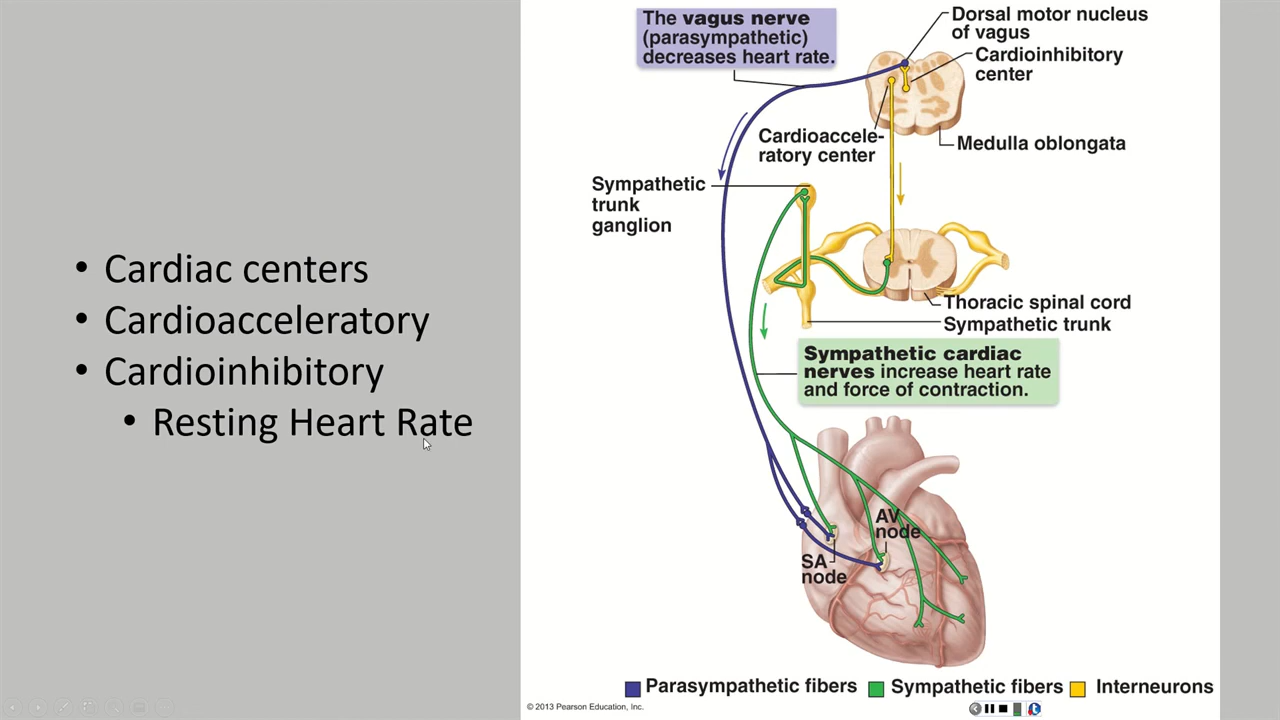 • Cardiac centers
• Cardioacceleratory
• Cardioinhibitory
• Resting Heart Rate
The vagus nerve
(parasympathetic)
decreases heart rate.
Dorsal motor nucleus
of vagus
Cardioinhibitory
center
Cardioaccele-
ratory center
Medulla oblongata
Sympathetic
trunk
ganglion
Thoracic spinal cord
Sympathetic trunk
Sympathetic cardiac
nerves increase heart rate
and force of contraction.
AV
node
SA
node
Parasympathetic fibers
Sympathetic fibers
Interneurons
© 2013 Pearson Education, Inc.